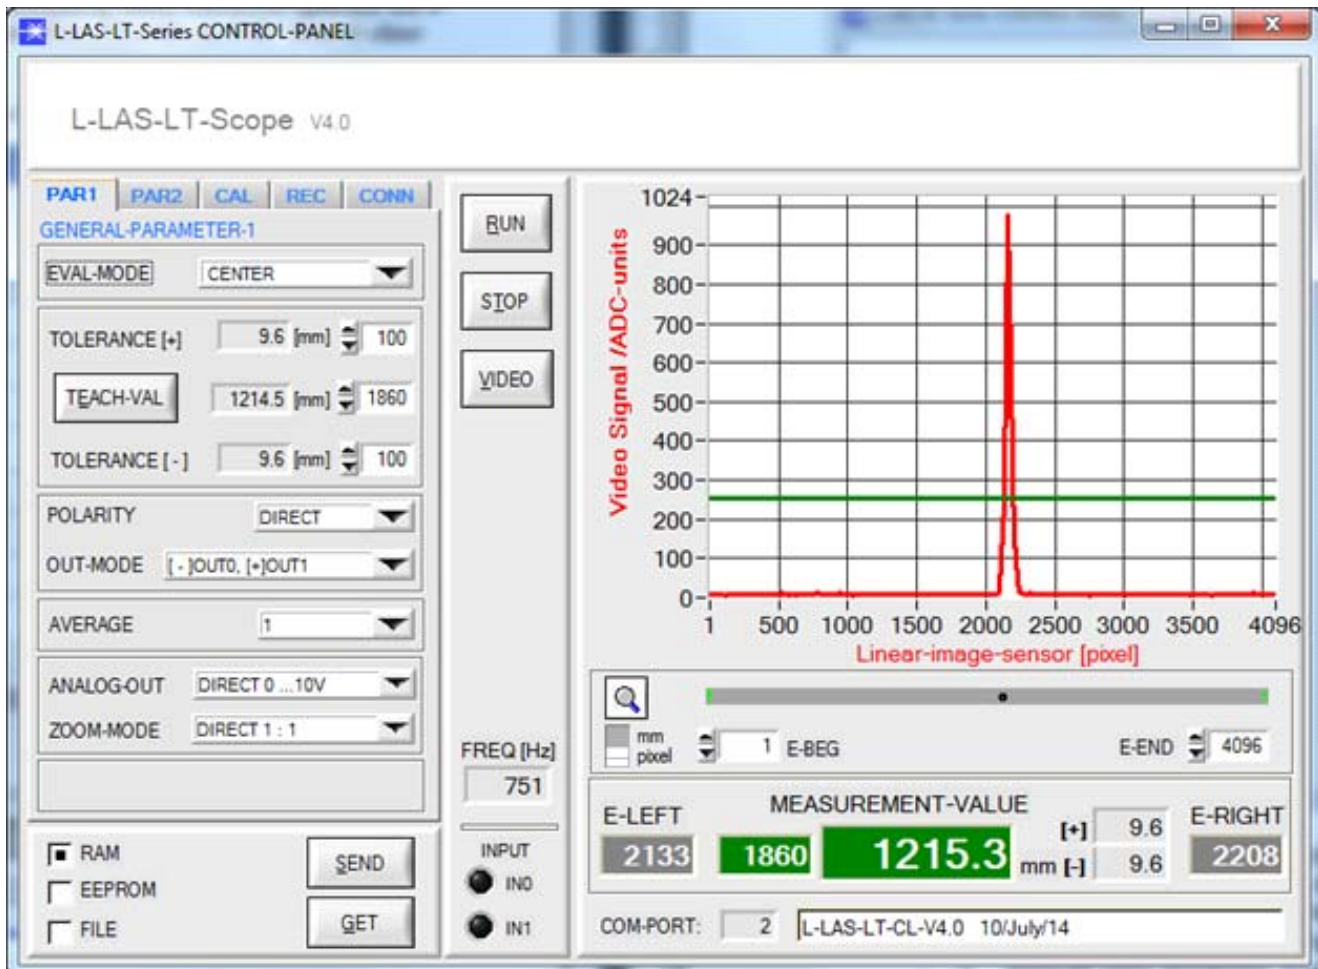 L-LAS-LT-Series CONTROL-PANEL
L-LAS-LT-Scope V4.0
PAR1 PAR2 CAL REC CONN
GENERAL-PARAMETER-1
EVAL-MODE CENTER
TOLERANCE [+] 9.6 [mm] 100
TEACH-VAL 1214.5 [mm] 1860
TOLERANCE [ - ] 9.6 [mm] 100
POLARITY DIRECT
OUT-MODE [ - ]OUT0, [+]OUT1
AVERAGE 1
ANALOG-OUT DIRECT 0 ...10V
ZOOM-MODE DIRECT 1 : 1
RAM
EEPROM
FILE
SEND
GET
RUN
STOP
VIDEO
FREQ [Hz]
751
INPUT
IN0
IN1
Video Signal /ADC-units
1024
900
800
700
600
500
400
300
200
100
0
1 500 1000 1500 2000 2500 3000 3500 4096
Linear-image-sensor [pixel]
mm
pixel
1 E-BEG
E-END 4096
E-LEFT MEASUREMENT-VALUE E-RIGHT
2133 1860 1215.3 mm [+] 9.6 [-] 9.6 2208
COM-PORT: 2 L-LAS-LT-CL-V4.0 10/July/14